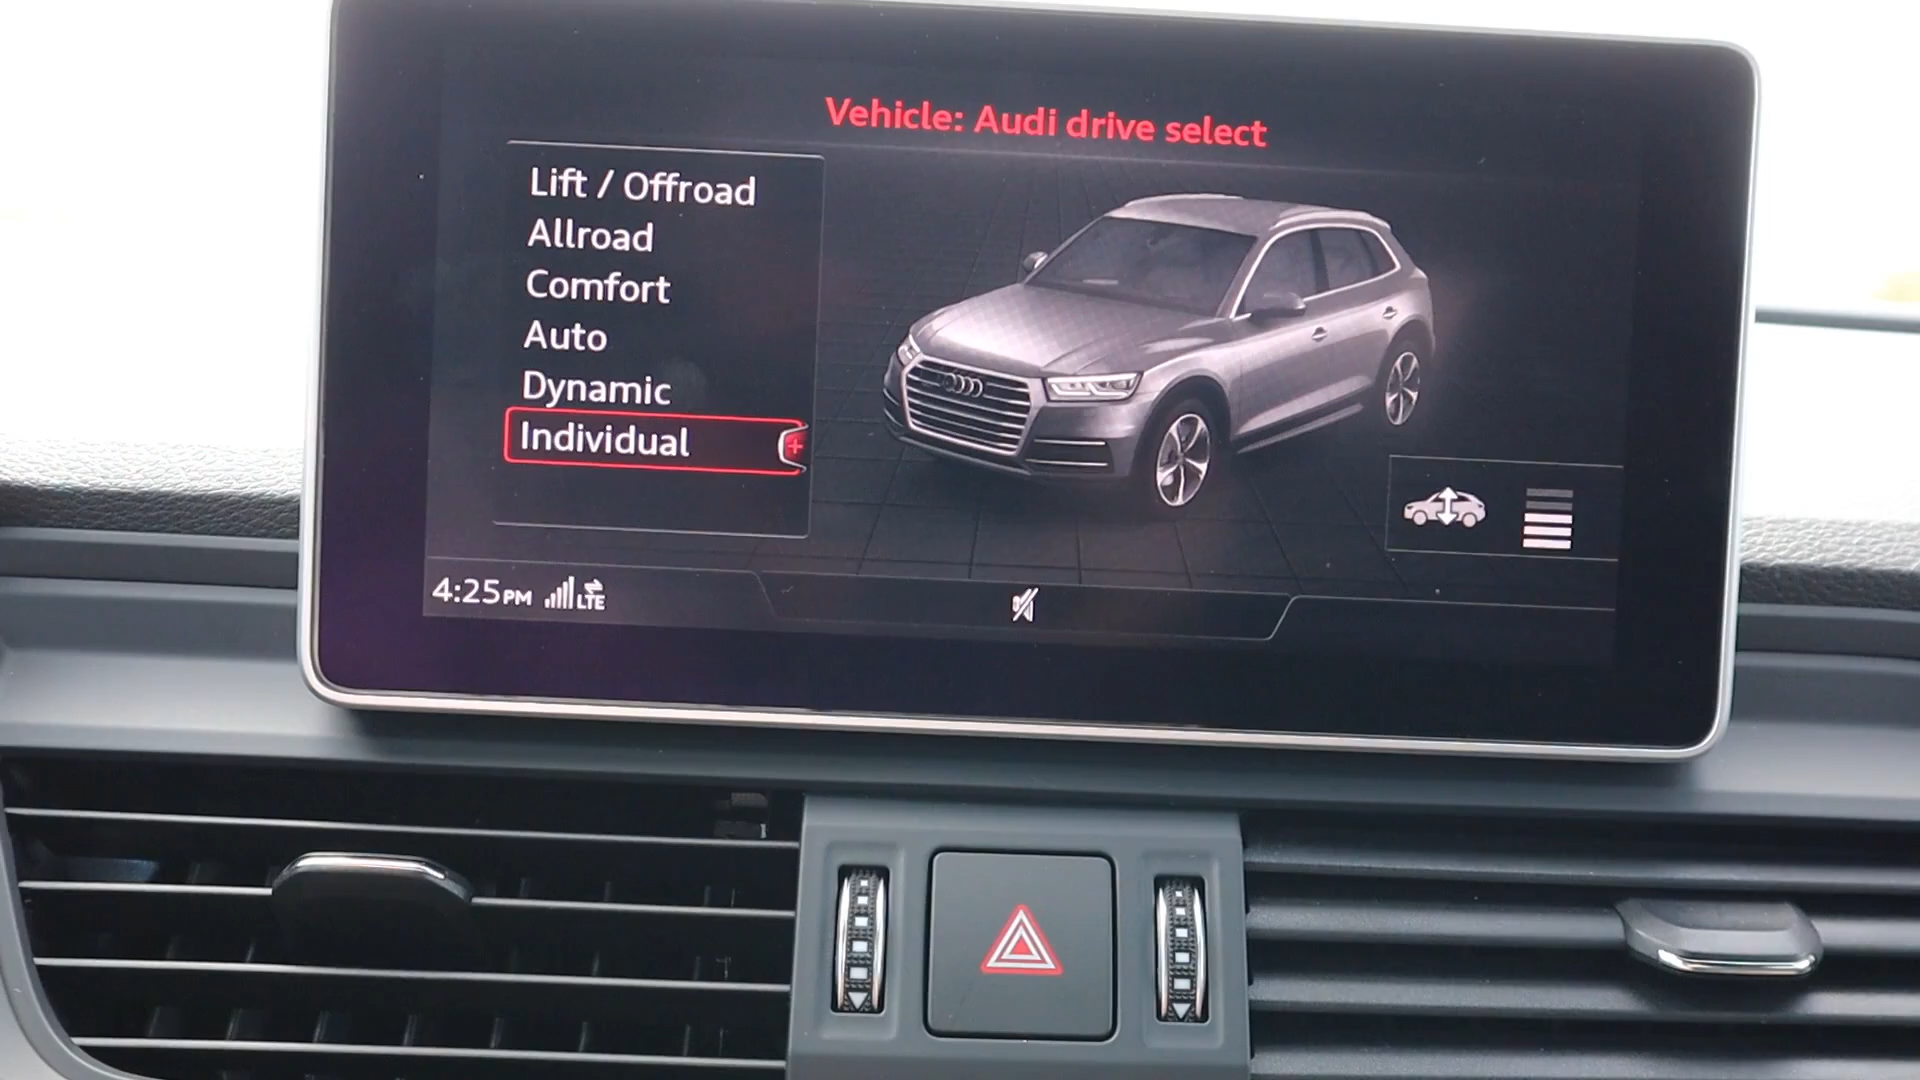 Vehicle: Audi drive select
Lift / Offroad
Allroad
Comfort
Auto
Dynamic
Individual
4:25PM LTE